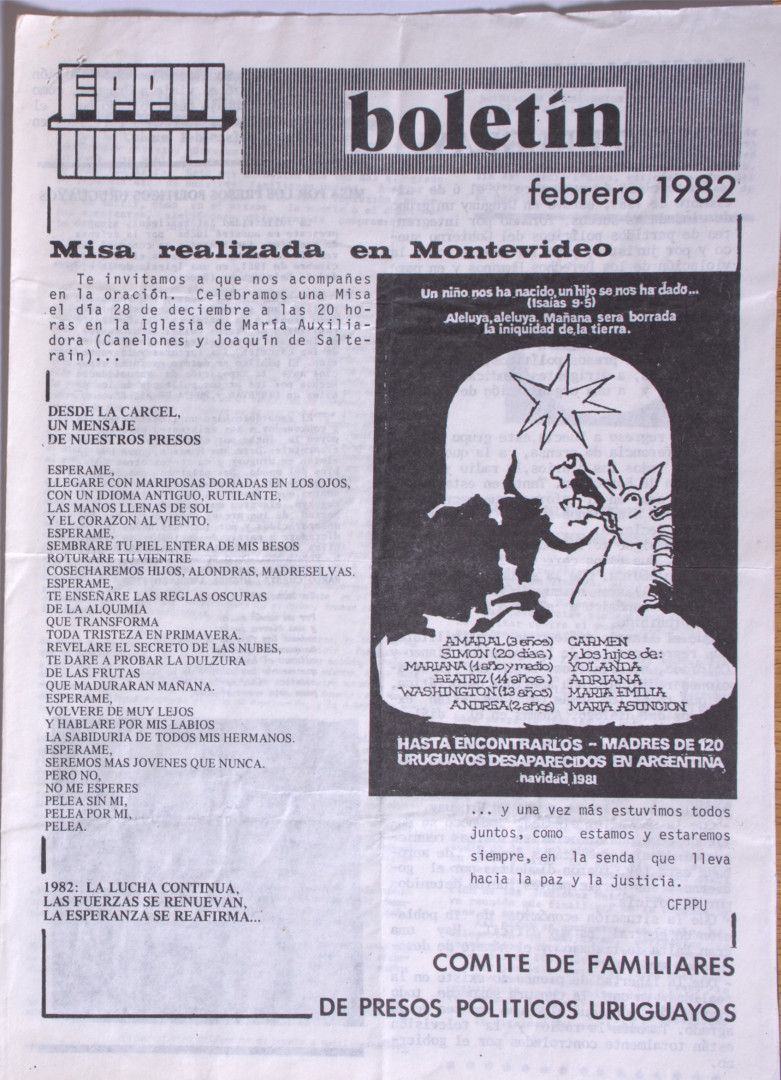 CFPPU
boletín
febrero 1982
Misa realizada en Montevideo
Te invitamos a que nos acompañes
en la oración. Celebramos una Misa
el día 28 de deciembre a las 20 ho-
ras en la Iglesia de María Auxilia-
dora (Canelones y Joaquín de Salte-
rain)...
DESDE LA CARCEL,
UN MENSAJE
DE NUESTROS PRESOS
ESPERAME,
LLEGARE CON MARIPOSAS DORADAS EN LOS OJOS,
CON UN IDIOMA ANTIGUO, RUTILANTE,
LAS MANOS LLENAS DE SOL
Y EL CORAZON AL VIENTO.
ESPERAME,
SEMBRARE TU PIEL ENTERA DE MIS BESOS
ROTURARE TU VIENTRE
COSECHAREMOS HIJOS, ALONDRAS, MADRESELVAS.
ESPERAME,
TE ENSEÑARE LAS REGLAS OSCURAS
DE LA ALQUIMIA
QUE TRANSFORMA
TODA TRISTEZA EN PRIMAVERA.
REVELARE EL SECRETO DE LAS NUBES,
TE DARE A PROBAR LA DULZURA
DE LAS FRUTAS
QUE MADURARAN MAÑANA.
ESPERAME,
VOLVERE DE MUY LEJOS
Y HABLARE POR MIS LABIOS
LA SABIDURIA DE TODOS MIS HERMANOS.
ESPERAME,
SEREMOS MAS JOVENES QUE NUNCA.
PERO NO,
NO ME ESPERES
PELEA SIN MI,
PELEA POR MI,
PELEA.
1982: LA LUCHA CONTINUA,
LAS FUERZAS SE RENUEVAN,
LA ESPERANZA SE REAFIRMA...
Un niño nos ha nacido, un hijo se nos ha dado...
(Isaías 9-5)
Aleluya, aleluya. Mañana sera borrada
la iniquidad de la tierra.
AMARAL (3 años) CARMEN
SIMON (20 días) y los hijos de:
MARIANA (1 año y medio) YOLANDA
BEATRIZ (14 años) ADRIANA
WASHINGTON (13 años) MARIA EMILIA
ANDREA (2 años) MARIA ASUNCION
HASTA ENCONTRARLOS - MADRES DE 120
URUGUAYOS DESAPARECIDOS EN ARGENTINA
navidad 1981
... y una vez más estuvimos todos
juntos, como estamos y estaremos
siempre, en la senda que lleva
hacia la paz y la justicia.
CFPPU
COMITE DE FAMILIARES
DE PRESOS POLITICOS URUGUAYOS